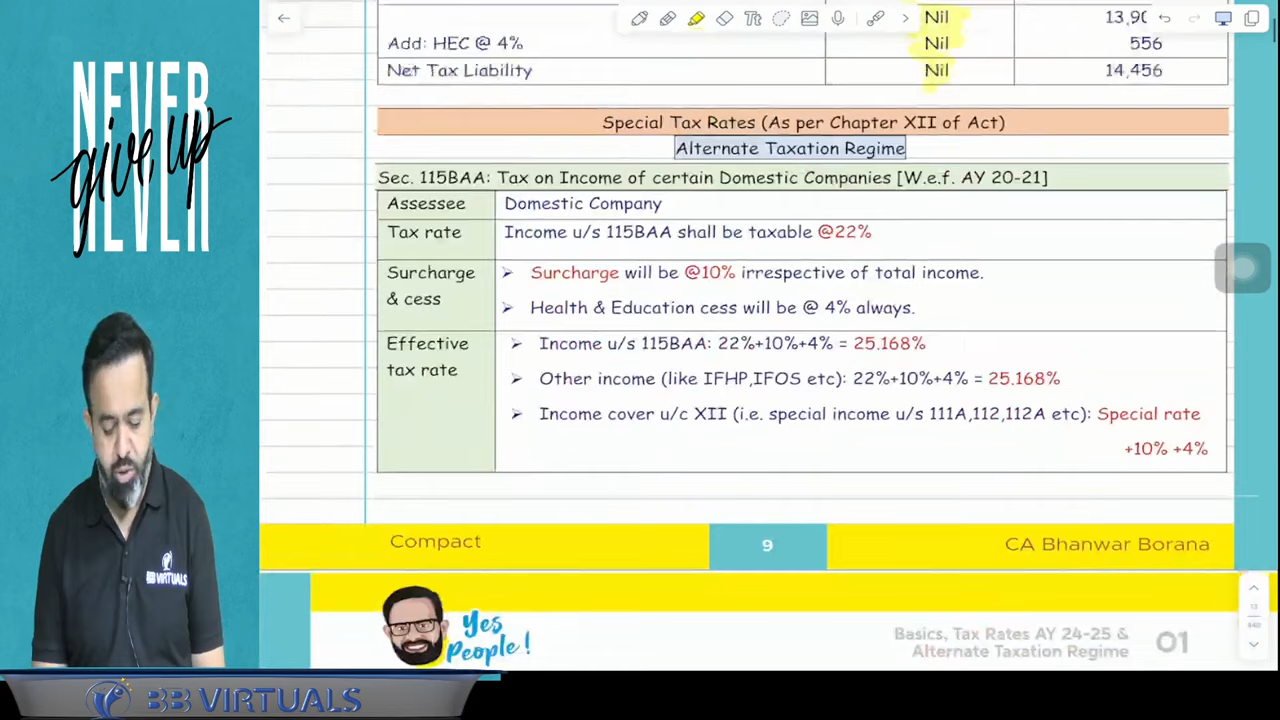 NEVER
give up
NEVER
Nil 13,90
Add: HEC @ 4% Nil 556
Net Tax Liability Nil 14,456
Special Tax Rates (As per Chapter XII of Act)
Alternate Taxation Regime
Sec. 115BAA: Tax on Income of certain Domestic Companies [W.e.f. AY 20-21]
Assessee Domestic Company
Tax rate Income u/s 115BAA shall be taxable @22%
Surcharge & cess
➢ Surcharge will be @10% irrespective of total income.
➢ Health & Education cess will be @ 4% always.
Effective tax rate
➢ Income u/s 115BAA: 22%+10%+4% = 25.168%
➢ Other income (like IFHP,IFOS etc): 22%+10%+4% = 25.168%
➢ Income cover u/c XII (i.e. special income u/s 111A,112,112A etc): Special rate
+10% +4%
Compact 9 CA Bhanwar Borana
Yes
People!
Basics, Tax Rates AY 24-25 &
Alternate Taxation Regime
01
13
840
BB VIRTUALS
BB VIRTUALS